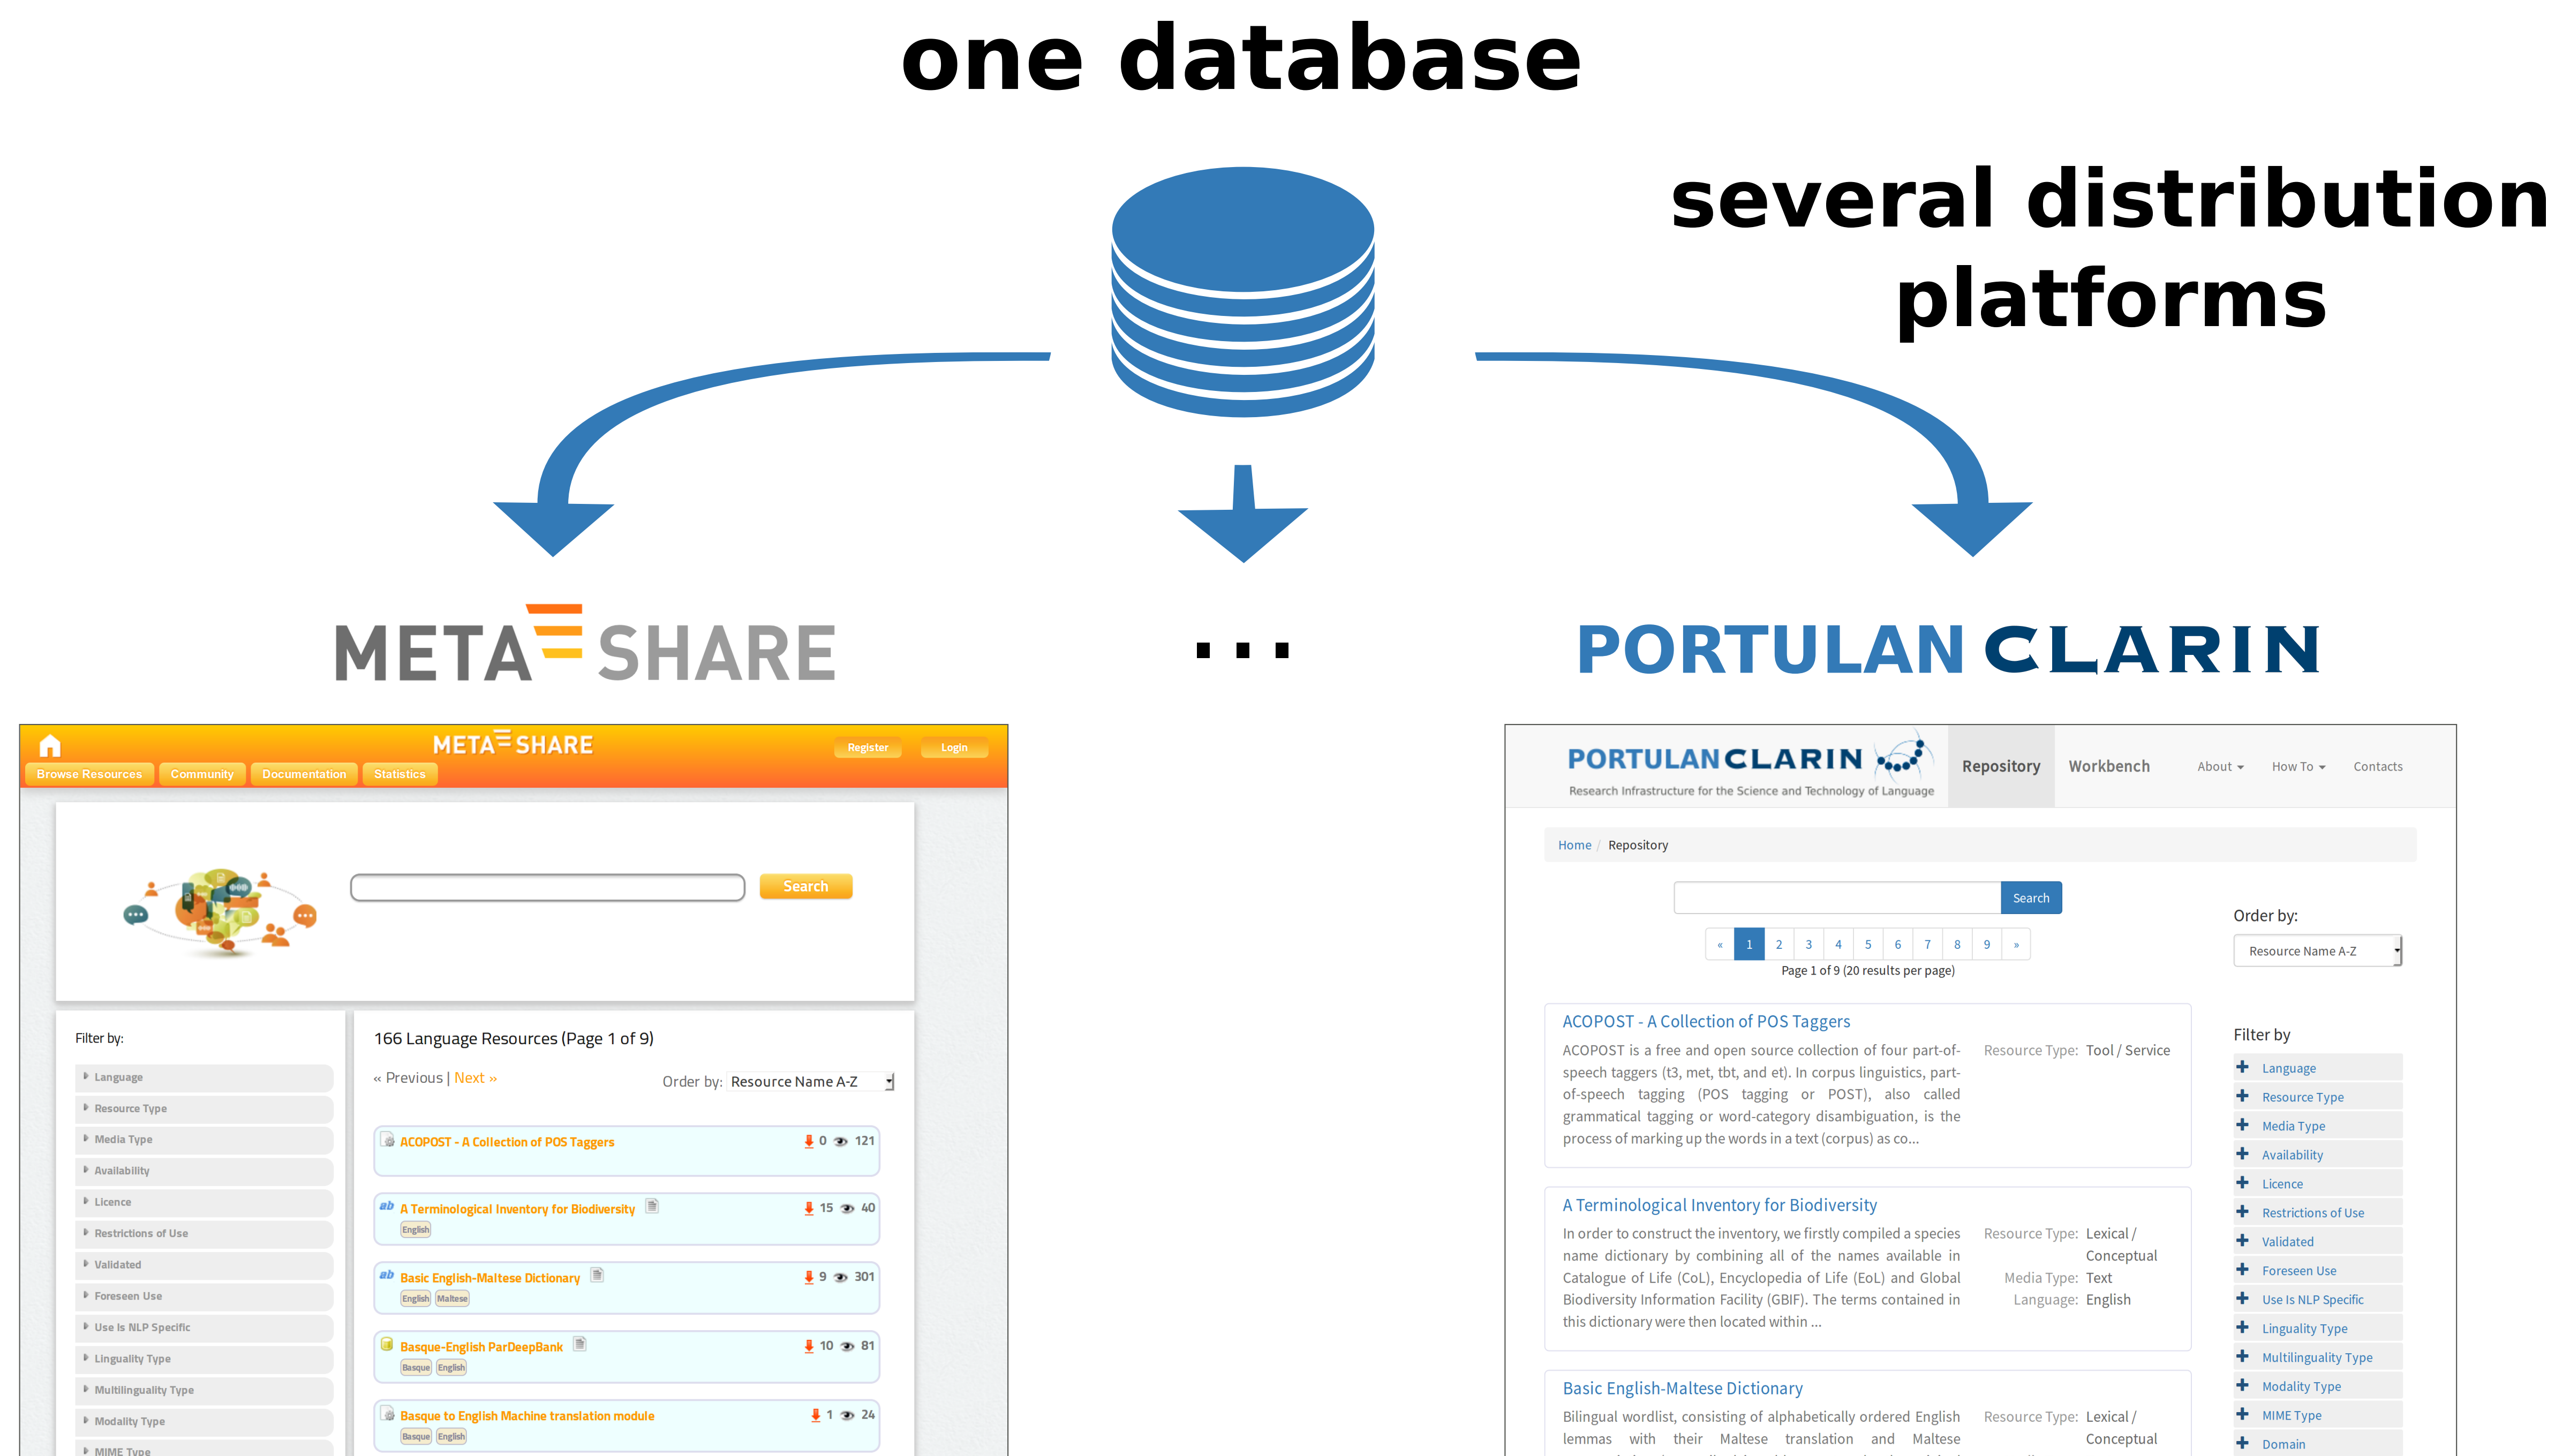 one database
several distribution
platforms
META SHARE
...
PORTULAN CLARIN
META SHARE
Register
Login
Browse Resources
Community
Documentation
Statistics
Search
Filter by:
Language
Resource Type
Media Type
Availability
Licence
Restrictions of Use
Validated
Foreseen Use
Use Is NLP Specific
Linguality Type
Multilinguality Type
Modality Type
MIME Type
166 Language Resources (Page 1 of 9)
« Previous | Next »
Order by: Resource Name A-Z
ACOPOST - A Collection of POS Taggers 0 121
ab A Terminological Inventory for Biodiversity 15 40
English
ab Basic English-Maltese Dictionary 9 301
English Maltese
Basque-English ParDeepBank 10 81
Basque English
Basque to English Machine translation module 1 24
Basque English
PORTULAN CLARIN
Research Infrastructure for the Science and Technology of Language
Repository
Workbench
About
How To
Contacts
Home / Repository
Search
« 1 2 3 4 5 6 7 8 9 »
Page 1 of 9 (20 results per page)
ACOPOST - A Collection of POS Taggers
ACOPOST is a free and open source collection of four part-of-
speech taggers (t3, met, tbt, and et). In corpus linguistics, part-
of-speech tagging (POS tagging or POST), also called
grammatical tagging or word-category disambiguation, is the
process of marking up the words in a text (corpus) as co...
Resource Type: Tool / Service
A Terminological Inventory for Biodiversity
In order to construct the inventory, we firstly compiled a species
name dictionary by combining all of the names available in
Catalogue of Life (CoL), Encyclopedia of Life (EoL) and Global
Biodiversity Information Facility (GBIF). The terms contained in
this dictionary were then located within ...
Resource Type: Lexical /
Conceptual
Media Type: Text
Language: English
Basic English-Maltese Dictionary
Bilingual wordlist, consisting of alphabetically ordered English
lemmas with their Maltese translation and Maltese
Resource Type: Lexical /
Conceptual
Order by:
Resource Name A-Z
Filter by
Language
Resource Type
Media Type
Availability
Licence
Restrictions of Use
Validated
Foreseen Use
Use Is NLP Specific
Linguality Type
Multilinguality Type
Modality Type
MIME Type
Domain